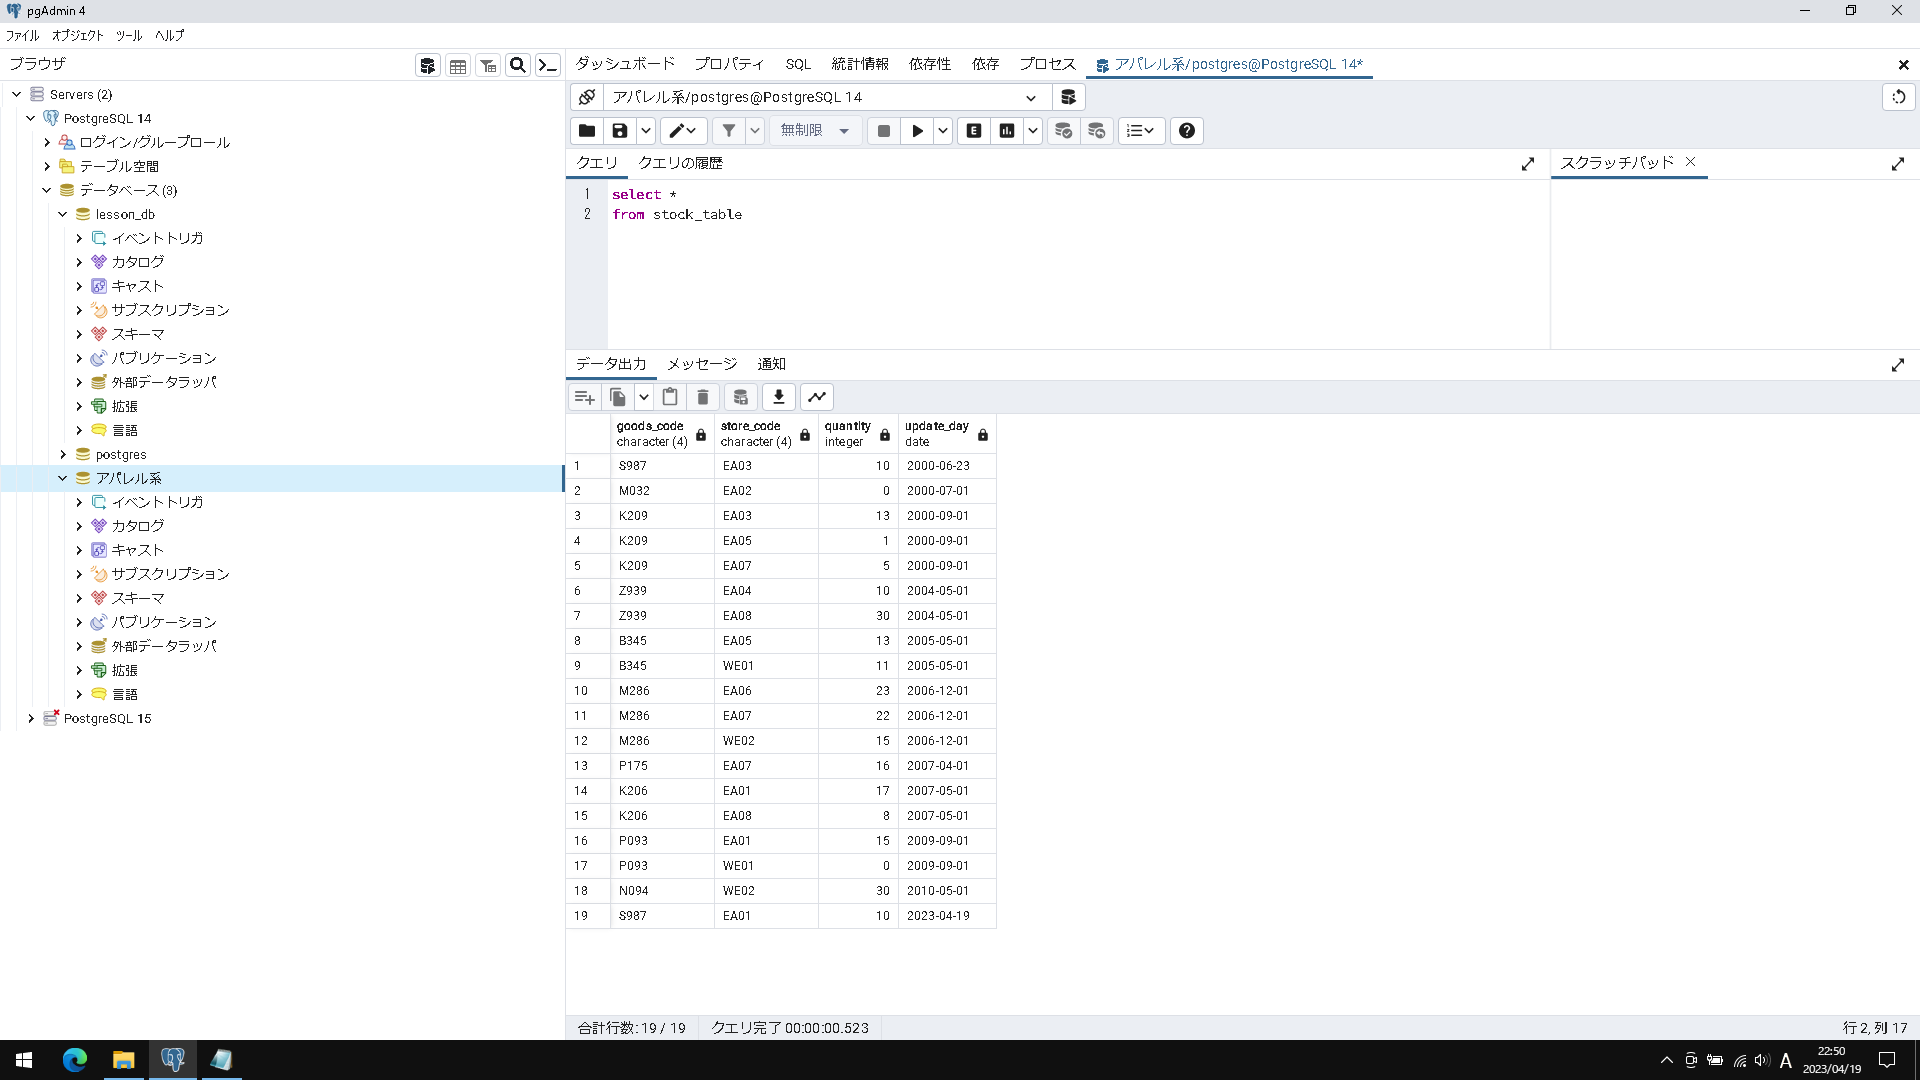 pgAdmin 4
ファイル オブジェクト ツール ヘルプ
ブラウザ
ダッシュボード プロパティ SQL 統計情報 依存性 依存 プロセス アパレル系/postgres@PostgreSQL 14*
Servers (2)
PostgreSQL 14
ログイン/グループロール
テーブル空間
データベース (3)
lesson_db
イベントトリガ
カタログ
キャスト
サブスクリプション
スキーマ
パブリケーション
外部データラッパ
拡張
言語
postgres
アパレル系
イベントトリガ
カタログ
キャスト
サブスクリプション
スキーマ
パブリケーション
外部データラッパ
拡張
言語
PostgreSQL 15
アパレル系/postgres@PostgreSQL 14
無制限
E
クエリ クエリの履歴
スクラッチパッド
1 select *
2 from stock_table
データ出力 メッセージ 通知
goods_code store_code quantity update_day
character (4) character (4) integer date
1 S987 EA03 10 2000-06-23
2 M032 EA02 0 2000-07-01
3 K209 EA03 13 2000-09-01
4 K209 EA05 1 2000-09-01
5 K209 EA07 5 2000-09-01
6 Z939 EA04 10 2004-05-01
7 Z939 EA08 30 2004-05-01
8 B345 EA05 13 2005-05-01
9 B345 WE01 11 2005-05-01
10 M286 EA06 23 2006-12-01
11 M286 EA07 22 2006-12-01
12 M286 WE02 15 2006-12-01
13 P175 EA07 16 2007-04-01
14 K206 EA01 17 2007-05-01
15 K206 EA08 8 2007-05-01
16 P093 EA01 15 2009-09-01
17 P093 WE01 0 2009-09-01
18 N094 WE02 30 2010-05-01
19 S987 EA01 10 2023-04-19
合計行数: 19 / 19 クエリ完了 00:00:00.523 行 2, 列 17
A
22:50
2023/04/19